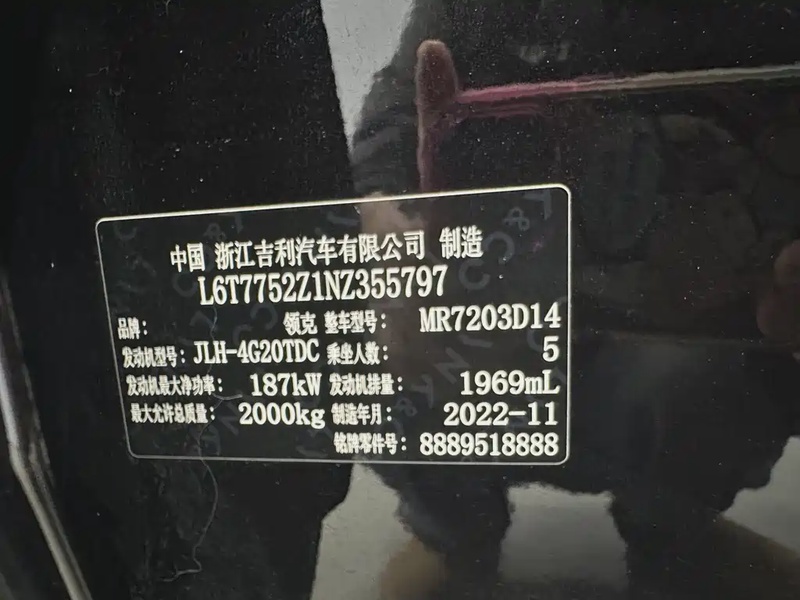 中国 浙江吉利汽车有限公司 制造
L6T7752Z1NZ355797
品牌： 领克 整车型号： MR7203D14
发动机型号：JLH-4G20TDC 乘坐人数： 5
发动机最大净功率： 187kW 发动机排量： 1969mL
最大允许总质量： 2000kg 制造年月： 2022-11
铭牌零件号：8889518888